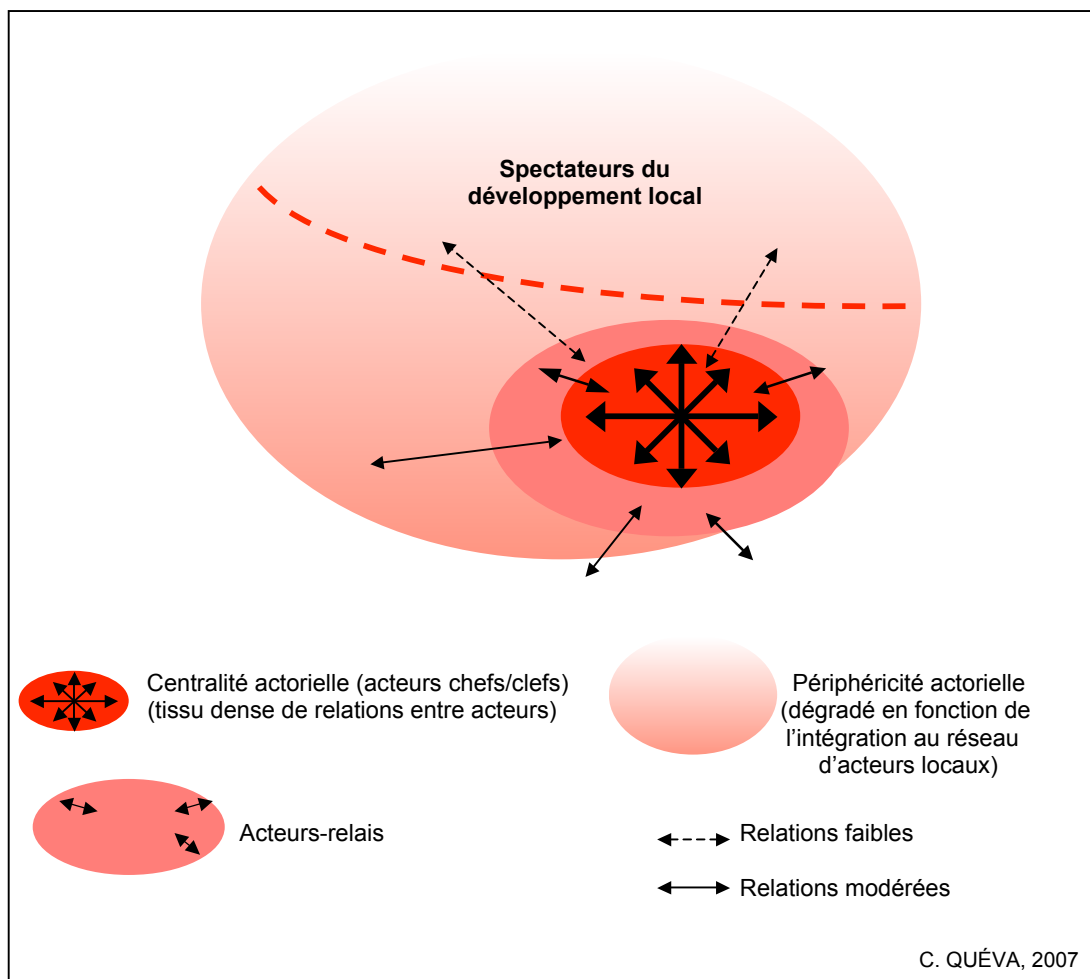 Spectateurs du
développement local
Centralité actorielle (acteurs chefs/clefs)
(tissu dense de relations entre acteurs)
Périphéricité actorielle
(dégradé en fonction de
l'intégration au réseau
d'acteurs locaux)
Acteurs-relais
Relations faibles
Relations modérées
C. QUÉVA, 2007